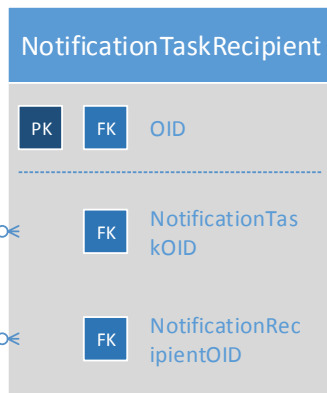 NotificationTaskRecipient
PK FK OID
NotificationTas
FK
kOID
NotificationRec
FK
ipientOID